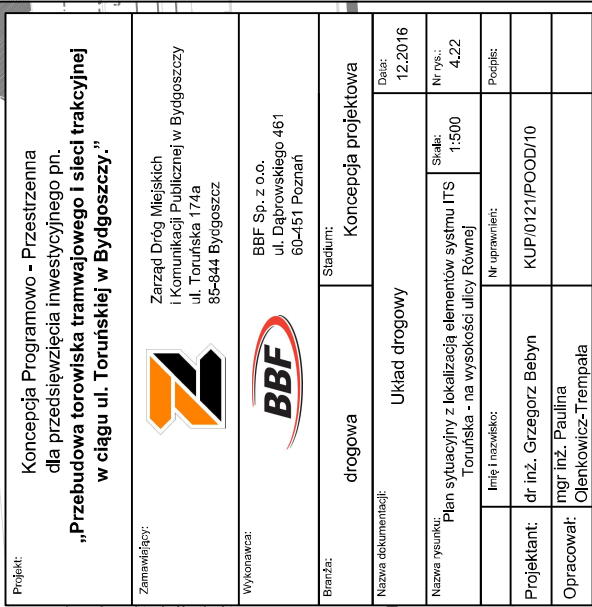 Projekt:
Koncepcja Programowo - Przestrzenna
dla przedsięwzięcia inwestycyjnego pn.
„Przebudowa torowiska tramwajowego i sieci trakcyjnej
w ciągu ul. Toruńskiej w Bydgoszczy.”
Zamawiający:
Zarząd Dróg Miejskich
i Komunikacji Publicznej w Bydgoszczy
ul. Toruńska 174a
85-844 Bydgoszcz
Wykonawca:
BBF
BBF Sp. z o.o.
ul. Dąbrowskiego 461
60-451 Poznań
Branża:
drogowa
Stadium:
Koncepcja projektowa
Nazwa dokumentacji:
Układ drogowy
Data:
12.2016
Nazwa rysunku:
Plan sytuacyjny z lokalizacją elementów systmu ITS
Toruńska - na wysokości ulicy Równej
Skala:
1:500
Nr rys.:
4.22
Imię i nazwisko:
Nr uprawnień:
Podpis:
Projektant:
dr inż. Grzegorz Bebyn
KUP/0121/POOD/10
Opracował:
mgr inż. Paulina
Olenkowicz-Trempała